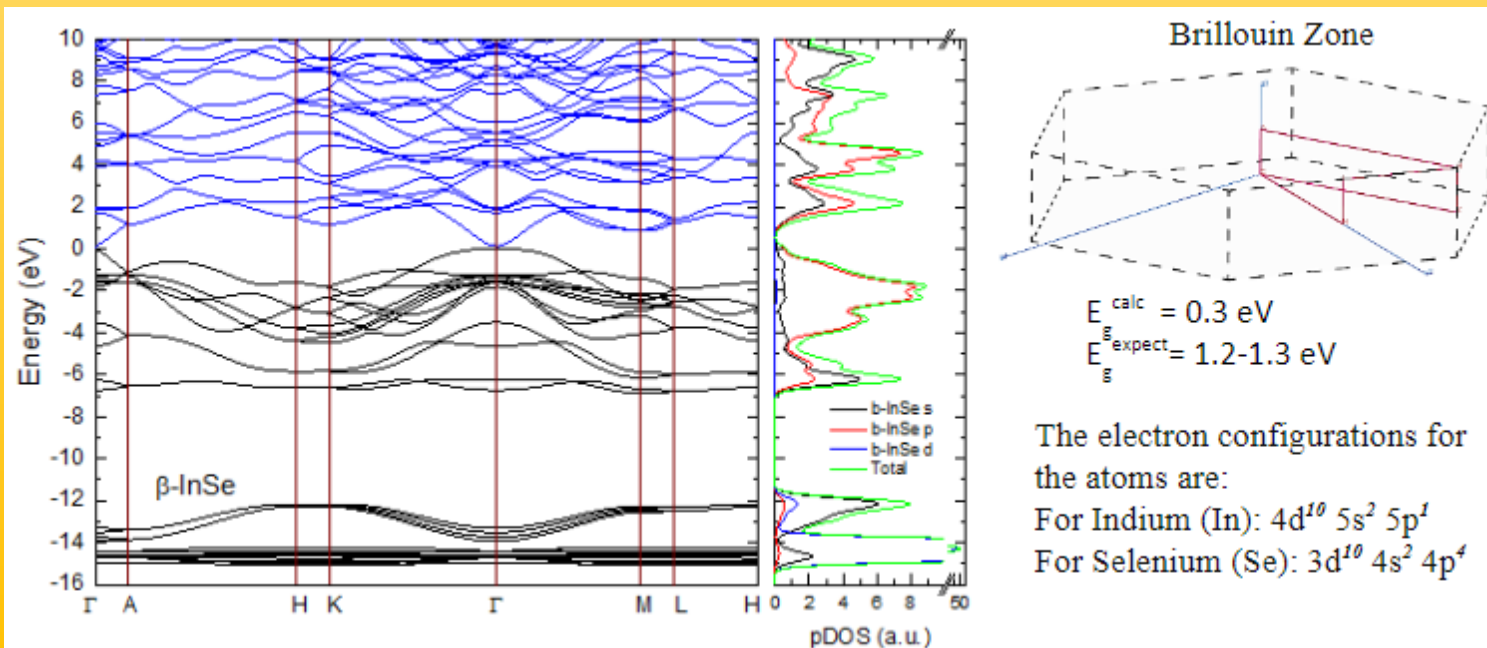 Brillouin Zone
10
8
6
4
2
0
-2
-4
-6
-8
-10
-12
-14
-16
Energy (eV)
β-InSe
Γ A H K Γ M L H
b-InSe s
b-InSe p
b-InSe d
Total
0 2 4 6 8 50
pDOS (a.u.)
E_g^calc = 0.3 eV
E_g^expect = 1.2-1.3 eV
The electron configurations for
the atoms are:
For Indium (In): 4d¹⁰ 5s² 5p¹
For Selenium (Se): 3d¹⁰ 4s² 4p⁴